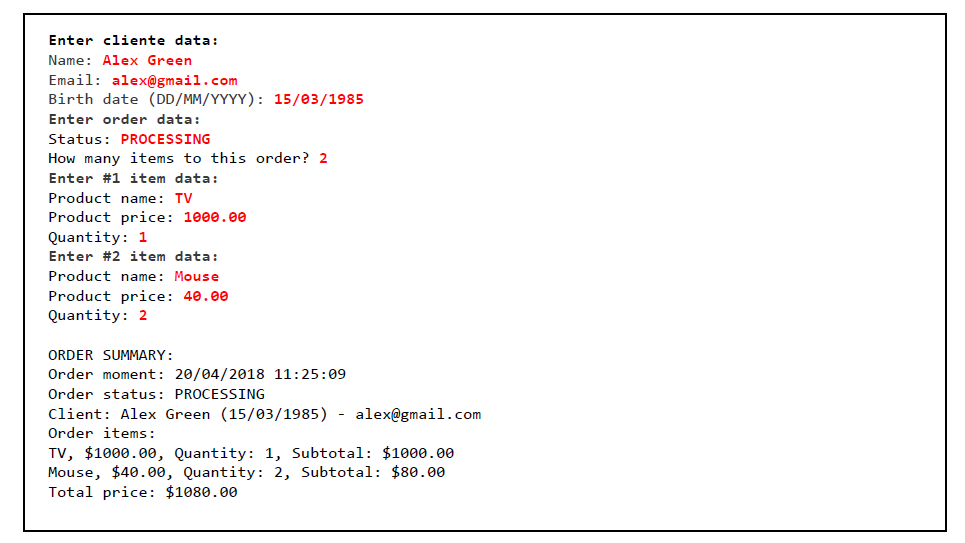 Enter cliente data:
Name: Alex Green
Email: alex@gmail.com
Birth date (DD/MM/YYYY): 15/03/1985
Enter order data:
Status: PROCESSING
How many items to this order? 2
Enter #1 item data:
Product name: TV
Product price: 1000.00
Quantity: 1
Enter #2 item data:
Product name: Mouse
Product price: 40.00
Quantity: 2

ORDER SUMMARY:
Order moment: 20/04/2018 11:25:09
Order status: PROCESSING
Client: Alex Green (15/03/1985) - alex@gmail.com
Order items:
TV, $1000.00, Quantity: 1, Subtotal: $1000.00
Mouse, $40.00, Quantity: 2, Subtotal: $80.00
Total price: $1080.00